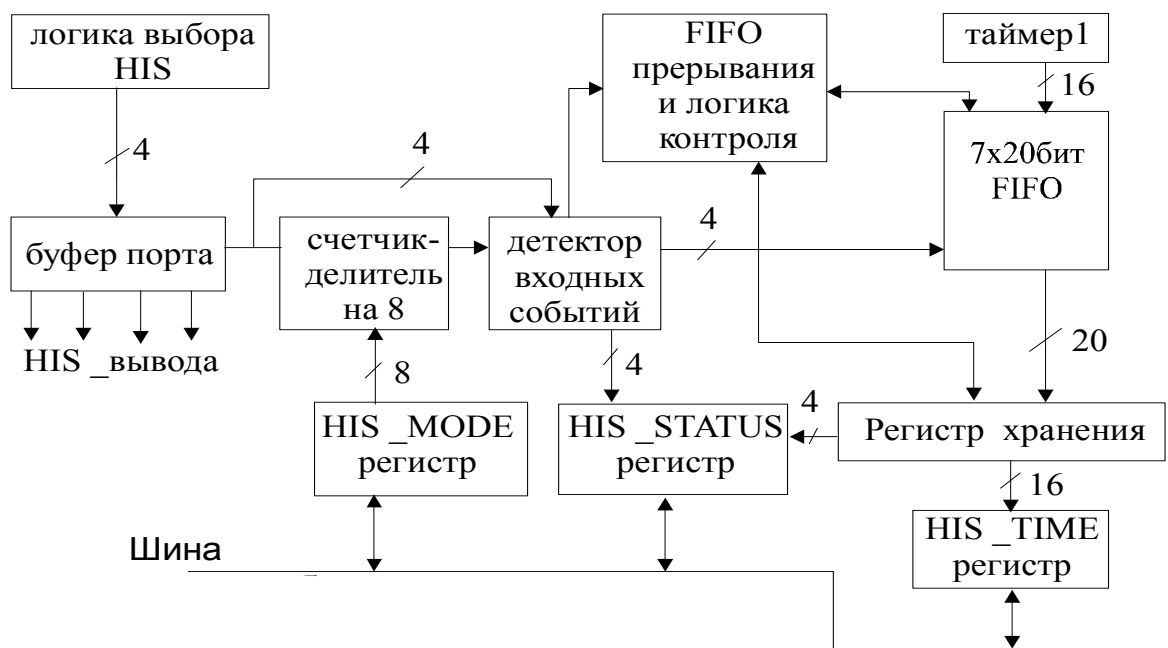 логика выбора
HIS
4
буфер порта
HIS _вывода
4
счетчик-
делитель
на 8
8
HIS _MODE
регистр
FIFO
прерывания
и логика
контроля
детектор
входных
событий
4
HIS _STATUS
регистр
4
таймер1
16
7х20бит
FIFO
20
4
Регистр хранения
16
HIS _TIME
регистр
Шина